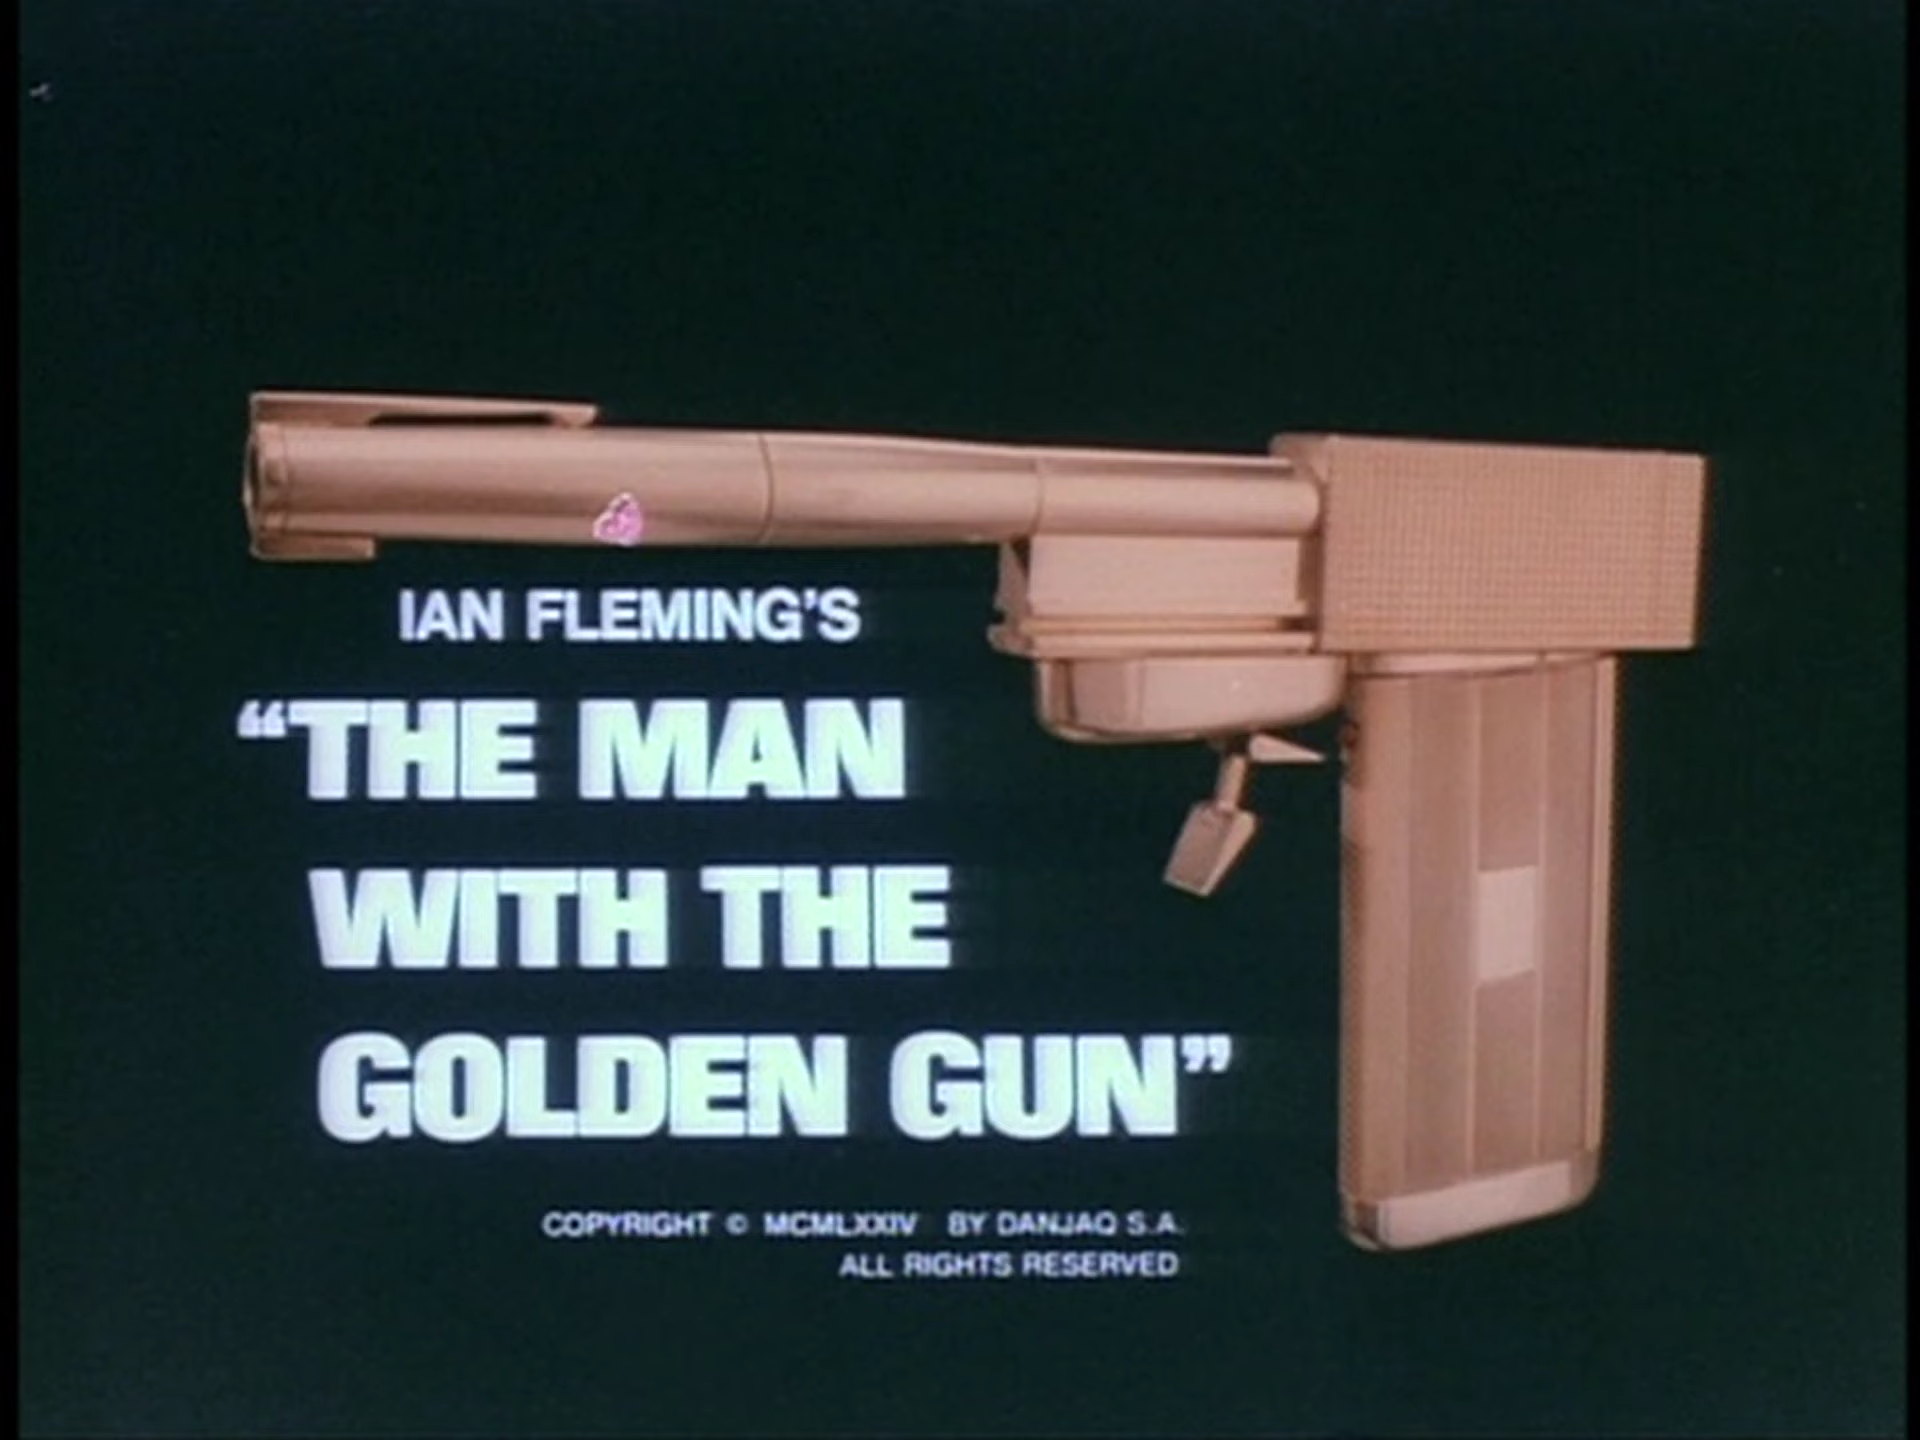 IAN FLEMING'S
“THE MAN
WITH THE
GOLDEN GUN”
COPYRIGHT © MCMLXXIV BY DANJAQ S.A.
ALL RIGHTS RESERVED